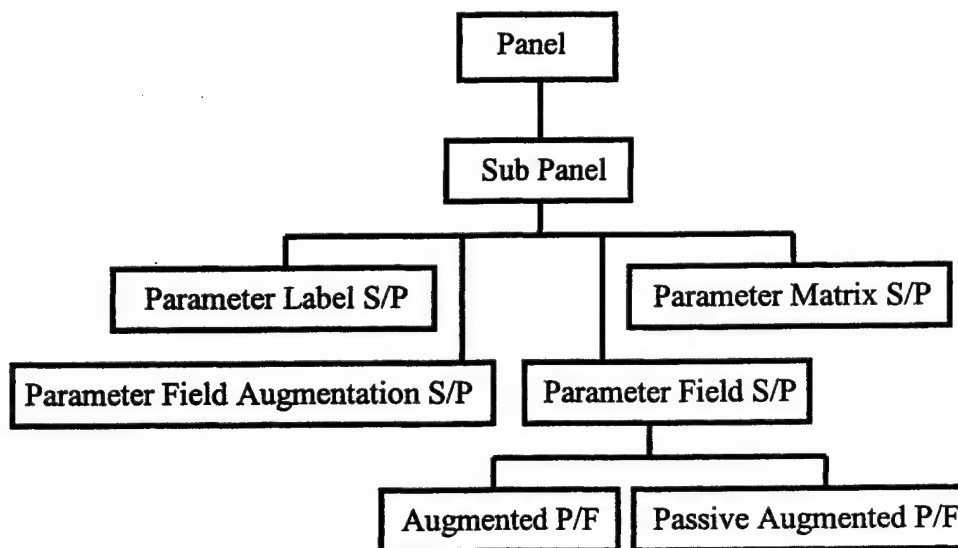 Panel
Sub Panel
Parameter Label S/P
Parameter Matrix S/P
Parameter Field Augmentation S/P
Parameter Field S/P
Augmented P/F
Passive Augmented P/F